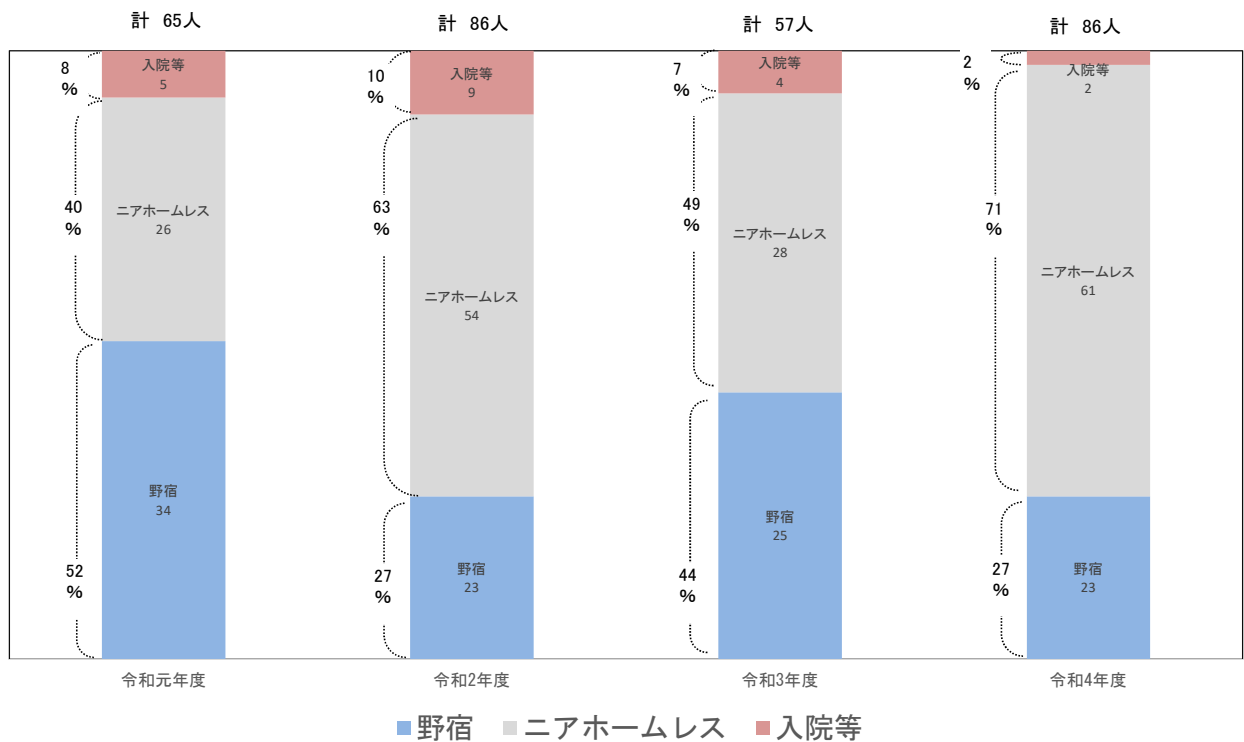 計 65人
計 86人
計 57人
計 86人
8
%
入院等
5
40
%
ニアホームレス
26
52
%
野宿
34
10
%
入院等
9
63
%
ニアホームレス
54
27
%
野宿
23
7
%
入院等
4
49
%
ニアホームレス
28
44
%
野宿
25
2
%
入院等
2
71
%
ニアホームレス
61
27
%
野宿
23
令和元年度
令和2年度
令和3年度
令和4年度
野宿 ニアホームレス 入院等